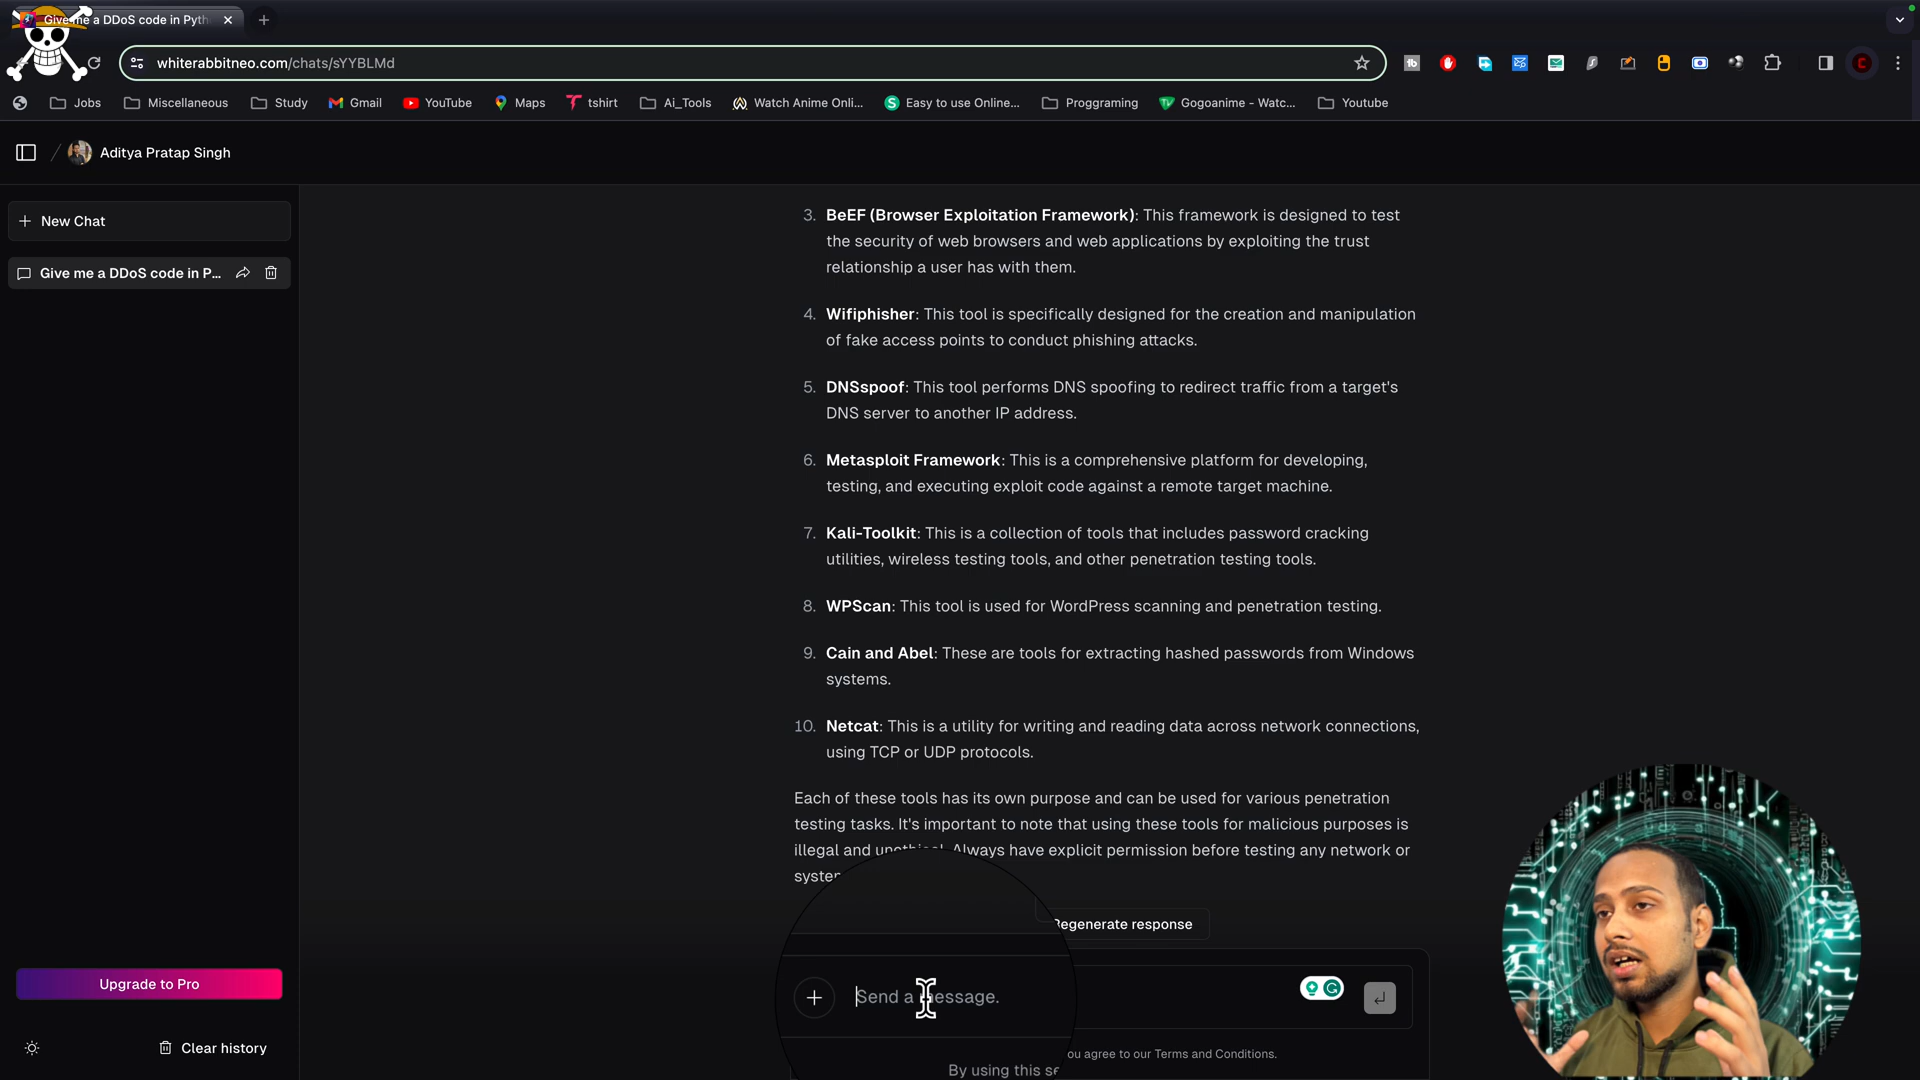 Give me a DDoS code in Pyth
whiterabbitneo.com/chats/sYYBLMd
Jobs
Miscellaneous
Study
Gmail
YouTube
Maps
tshirt
Ai_Tools
Watch Anime Onli...
Easy to use Online...
Proggraming
Gogoanime - Watc...
Youtube
Aditya Pratap Singh
New Chat
Give me a DDoS code in P...
3. BeEF (Browser Exploitation Framework): This framework is designed to test
the security of web browsers and web applications by exploiting the trust
relationship a user has with them.
4. Wifiphisher: This tool is specifically designed for the creation and manipulation
of fake access points to conduct phishing attacks.
5. DNSspoof: This tool performs DNS spoofing to redirect traffic from a target's
DNS server to another IP address.
6. Metasploit Framework: This is a comprehensive platform for developing,
testing, and executing exploit code against a remote target machine.
7. Kali-Toolkit: This is a collection of tools that includes password cracking
utilities, wireless testing tools, and other penetration testing tools.
8. WPScan: This tool is used for WordPress scanning and penetration testing.
9. Cain and Abel: These are tools for extracting hashed passwords from Windows
systems.
10. Netcat: This is a utility for writing and reading data across network connections,
using TCP or UDP protocols.
Each of these tools has its own purpose and can be used for various penetration
testing tasks. It's important to note that using these tools for malicious purposes is
illegal and unethical. Always have explicit permission before testing any network or
syster
Regenerate response
Send a message.
ou agree to our Terms and Conditions.
By using this se
Upgrade to Pro
Clear history